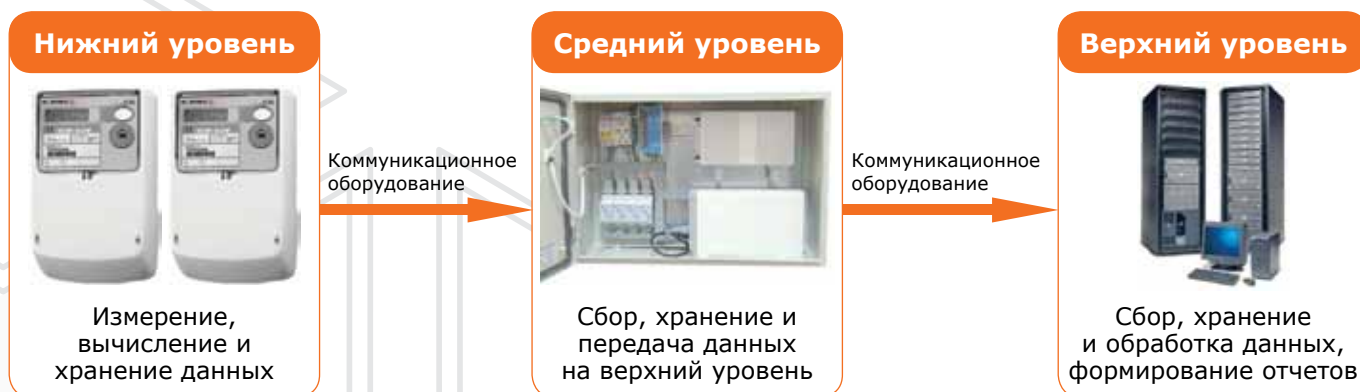 Нижний уровень
Измерение,
вычисление и
хранение данных
Коммуникационное
оборудование
Средний уровень
Сбор, хранение и
передача данных
на верхний уровень
Коммуникационное
оборудование
Верхний уровень
Сбор, хранение
и обработка данных,
формирование отчетов